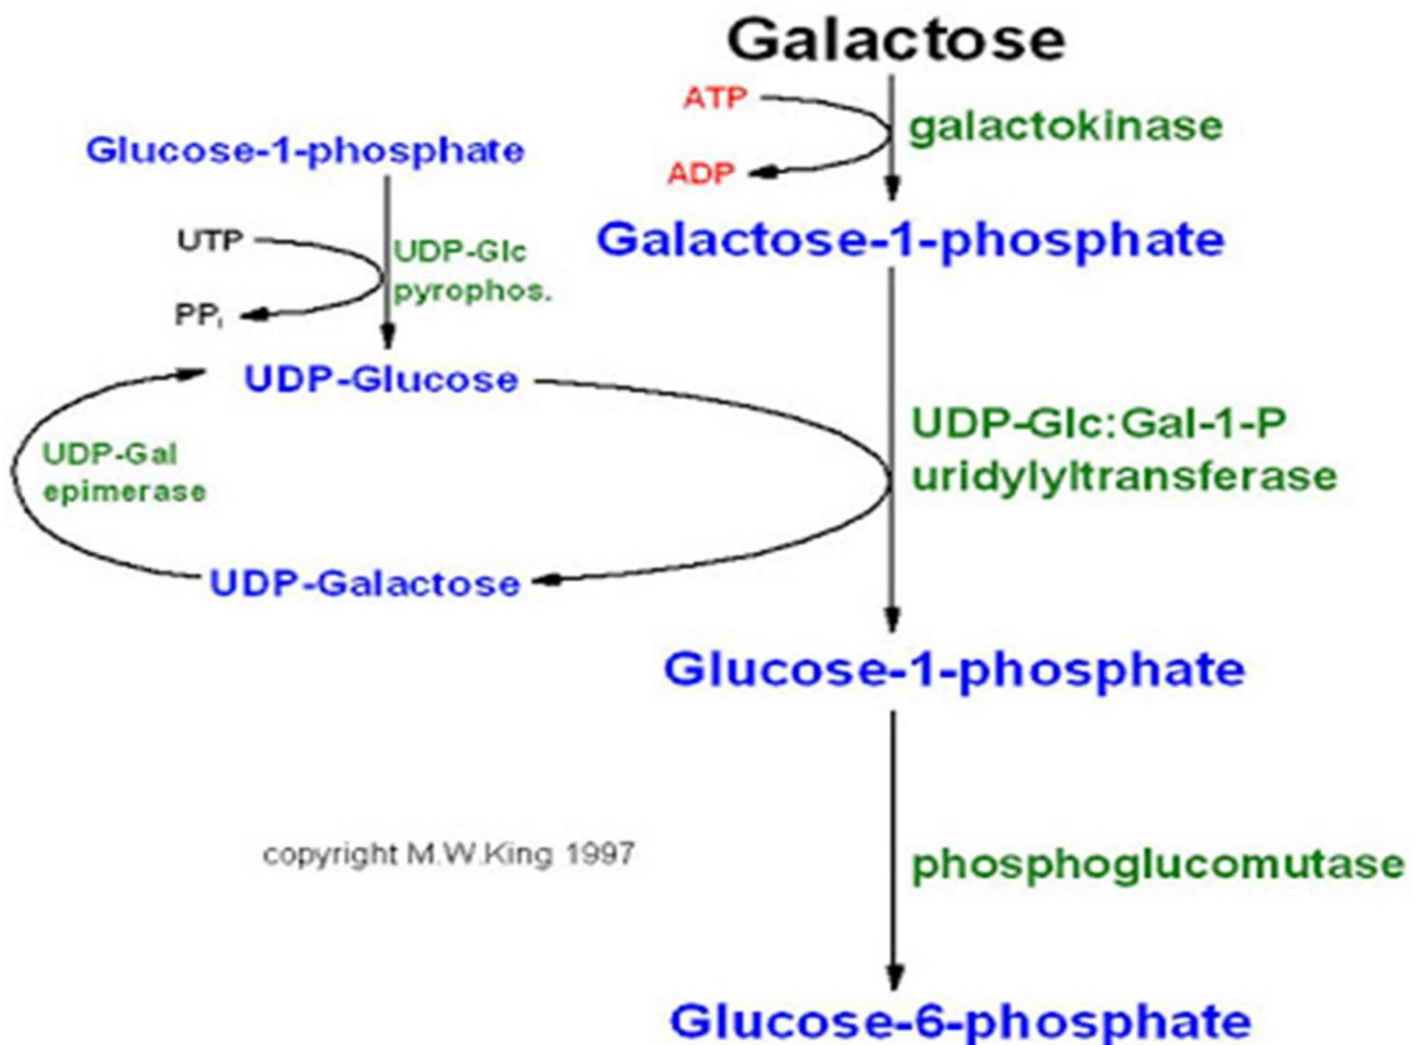 Galactose
ATP
galactokinase
ADP
Galactose-1-phosphate
Glucose-1-phosphate
UTP
UDP-Glc
pyrophos.
PPi
UDP-Glucose
UDP-Glc:Gal-1-P
uridylyltransferase
UDP-Gal
epimerase
UDP-Galactose
Glucose-1-phosphate
copyright M.W.King 1997
phosphoglucomutase
Glucose-6-phosphate